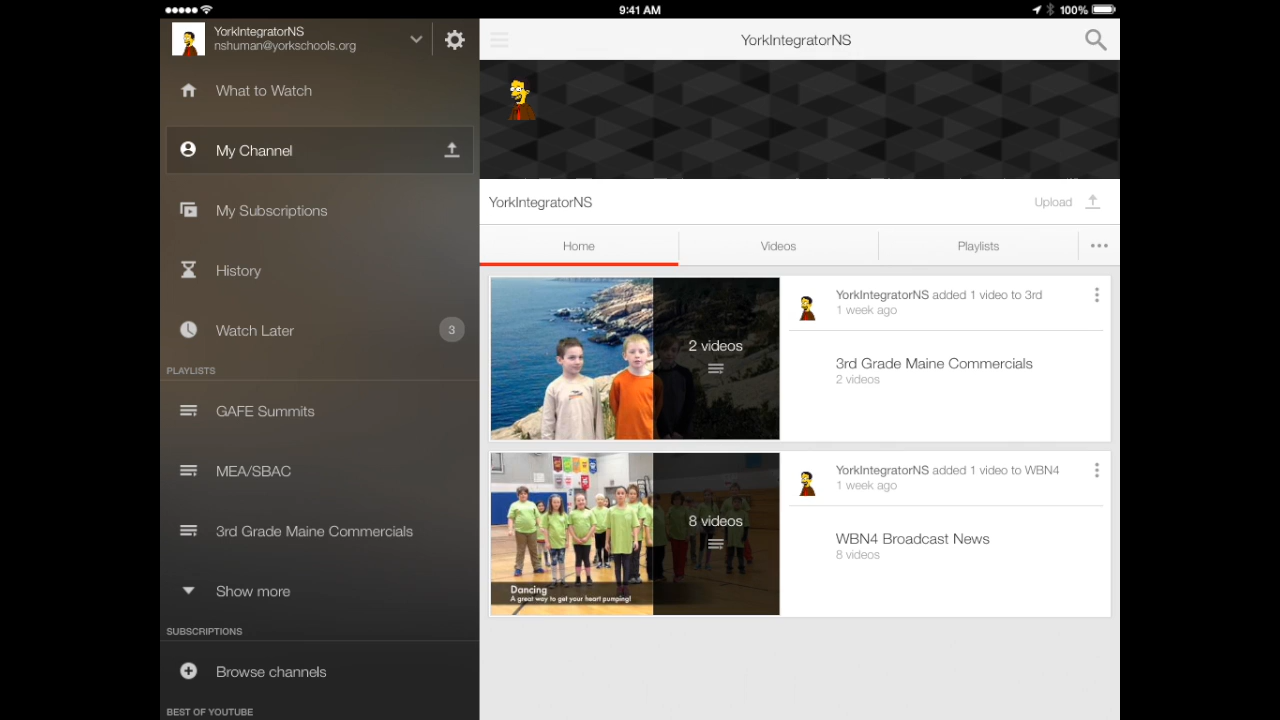 9:41 AM
100%
YorkIntegratorNS
nshuman@yorkschools.org
What to Watch
My Channel
My Subscriptions
History
Watch Later
3
PLAYLISTS
GAFE Summits
MEA/SBAC
3rd Grade Maine Commercials
Show more
SUBSCRIPTIONS
Browse channels
BEST OF YOUTUBE
YorkIntegratorNS
YorkIntegratorNS
Upload
Home
Videos
Playlists
2 videos
YorkIntegratorNS added 1 video to 3rd
1 week ago
3rd Grade Maine Commercials
2 videos
8 videos
Dancing
A great way to get your heart pumping!
YorkIntegratorNS added 1 video to WBN4
1 week ago
WBN4 Broadcast News
8 videos